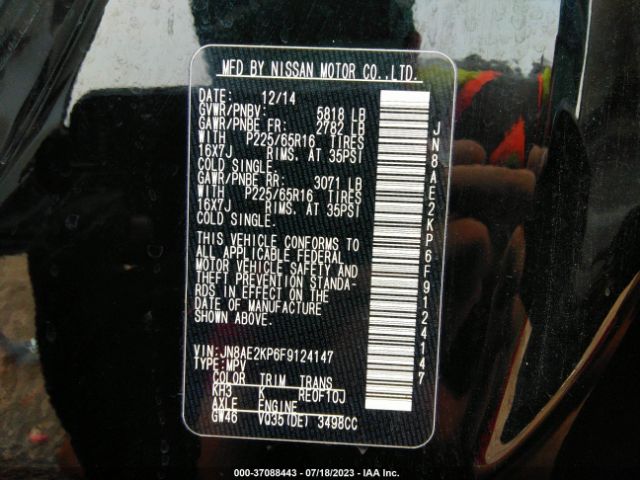 MFD BY NISSAN MOTOR CO.,LTD.
DATE: 12/14
GVWR/PNBV: 5818 LB
GAWR/PNBE FR: 2782 LB
WITH P225/65R16 TIRES
16X7J RIMS. AT 35PSI
COLD SINGLE.
GAWR/PNBE RR: 3071 LB
WITH P225/65R16 TIRES
16X7J RIMS. AT 35PSI
COLD SINGLE.
THIS VEHICLE CONFORMS TO
ALL APPLICABLE FEDERAL
MOTOR VEHICLE SAFETY AND
THEFT PREVENTION STANDA-
RDS IN EFFECT ON THE
DATE OF MANUFACTURE
SHOWN ABOVE.
VIN: JN8AE2KP6F9124147
TYPE: MPV
COLOR TRIM TRANS
KH3 K RE0F10J
AXLE ENGINE
GW46 VQ35(DE) 3498CC
JN8AE2KP6F9124147
000-37088443 - 07/18/2023 - IAA Inc.